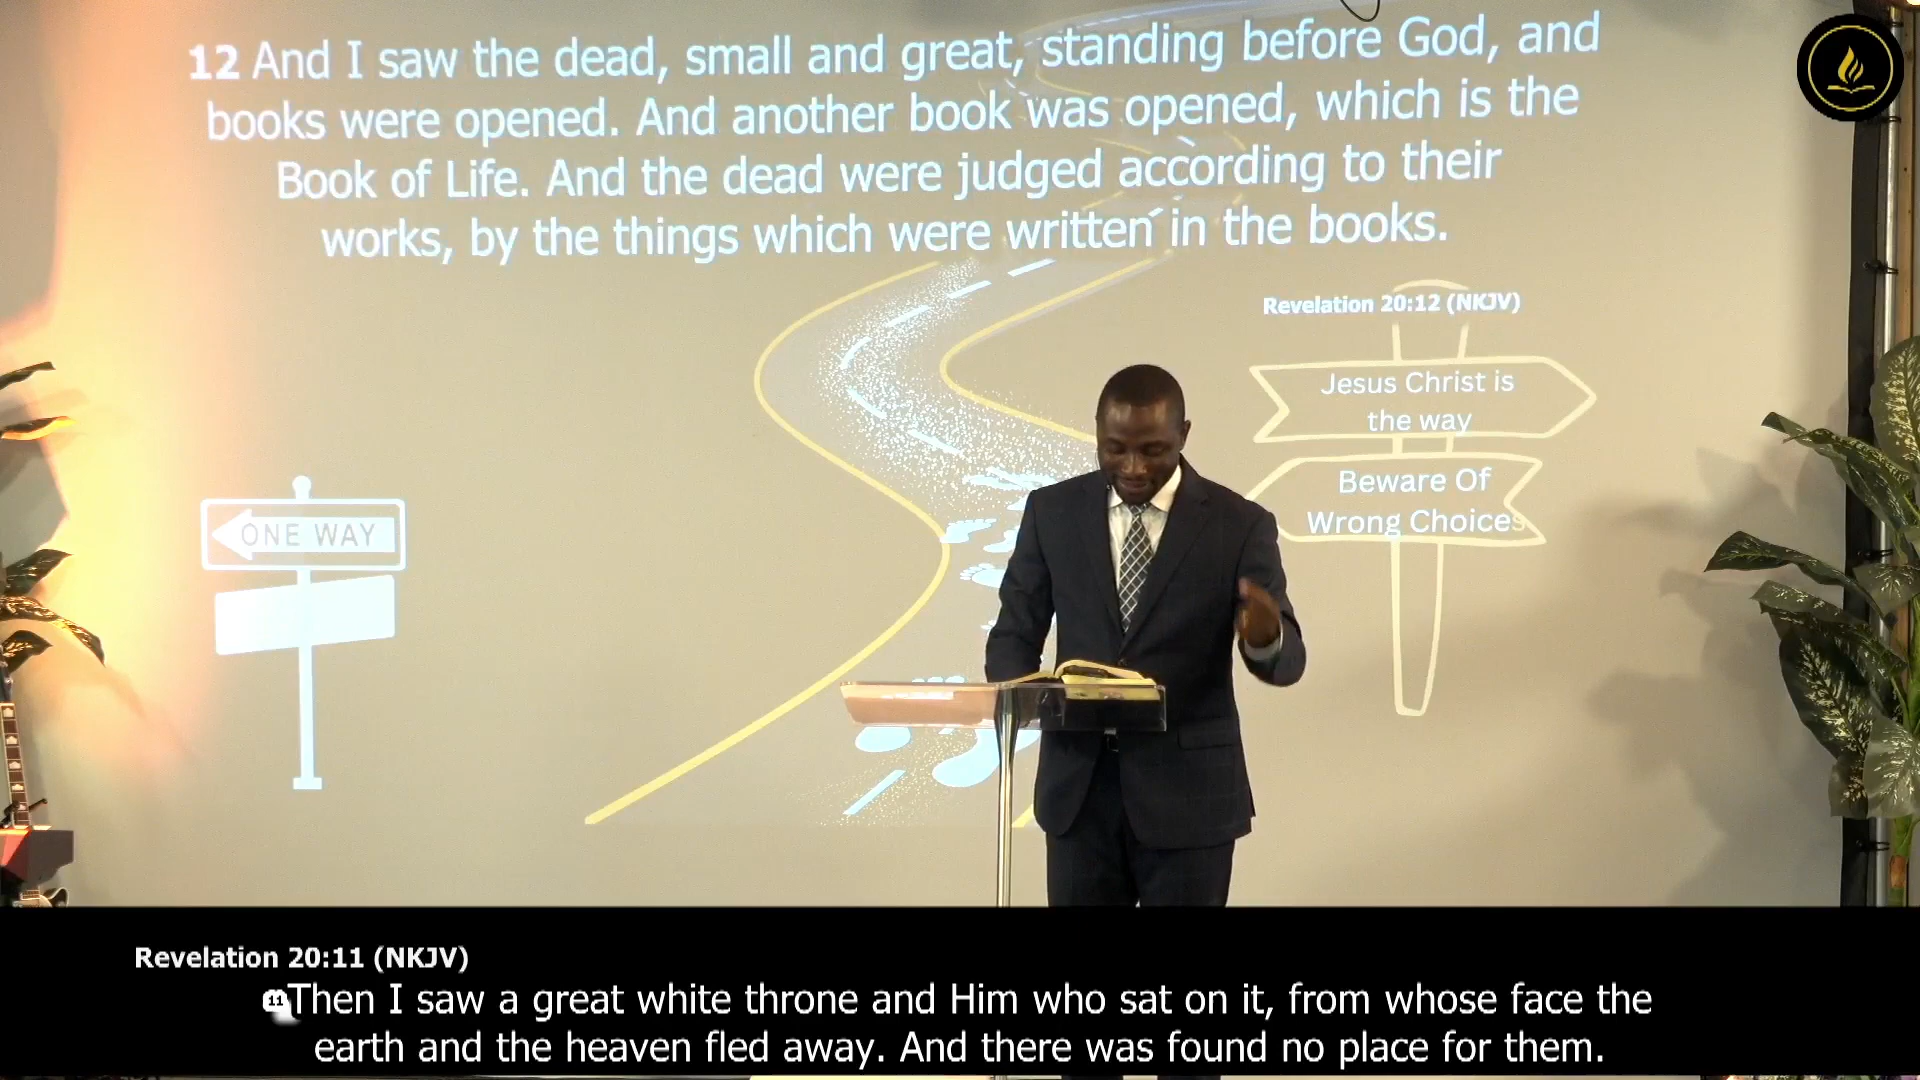 12 And I saw the dead, small and great, standing before God, and
books were opened. And another book was opened, which is the
Book of Life. And the dead were judged according to their
works, by the things which were written in the books.
Revelation 20:12 (NKJV)
Jesus Christ is
the way
Beware Of
Wrong Choices
ONE WAY
Revelation 20:11 (NKJV)
11 Then I saw a great white throne and Him who sat on it, from whose face the
earth and the heaven fled away. And there was found no place for them.